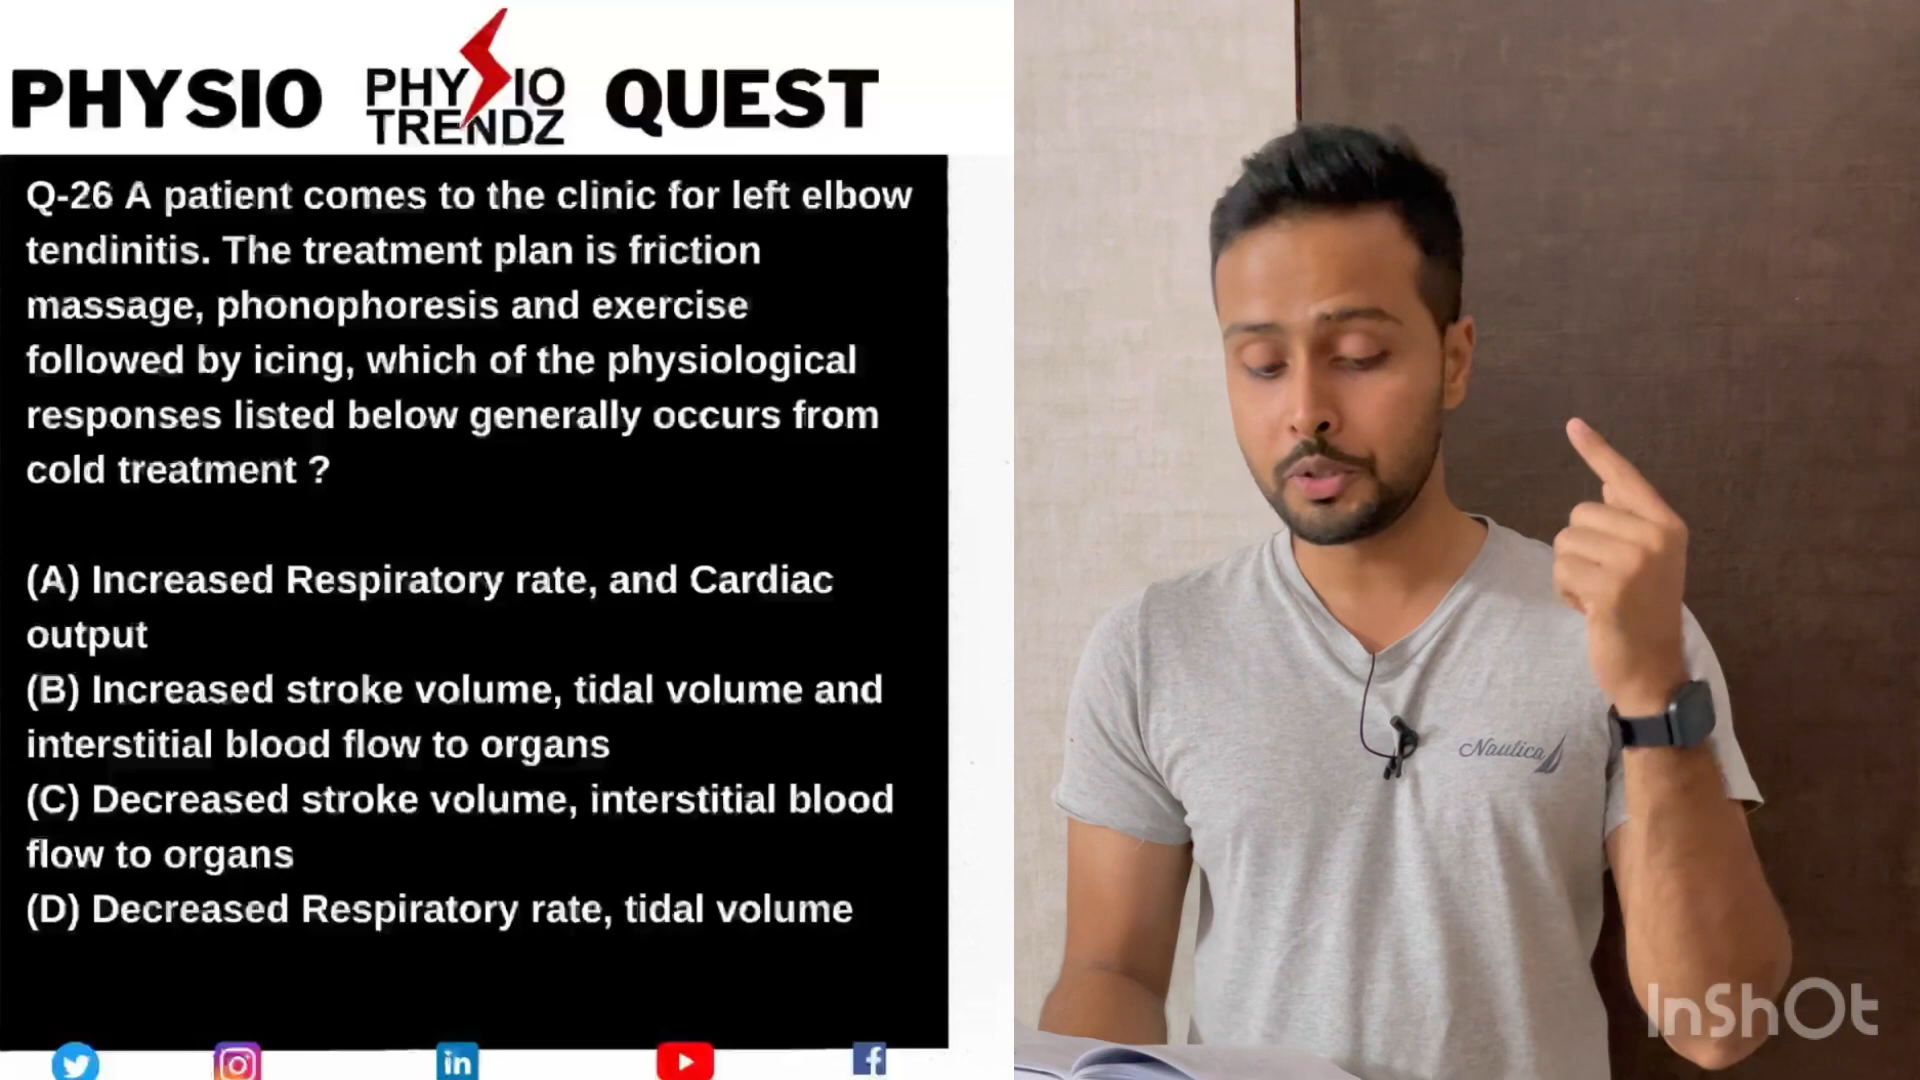 PHYSIO PHYSIO TRENDZ QUEST
Q-26 A patient comes to the clinic for left elbow
tendinitis. The treatment plan is friction
massage, phonophoresis and exercise
followed by icing, which of the physiological
responses listed below generally occurs from
cold treatment ?
(A) Increased Respiratory rate, and Cardiac
output
(B) Increased stroke volume, tidal volume and
interstitial blood flow to organs
(C) Decreased stroke volume, interstitial blood
flow to organs
(D) Decreased Respiratory rate, tidal volume
in
Nautica
InShOt